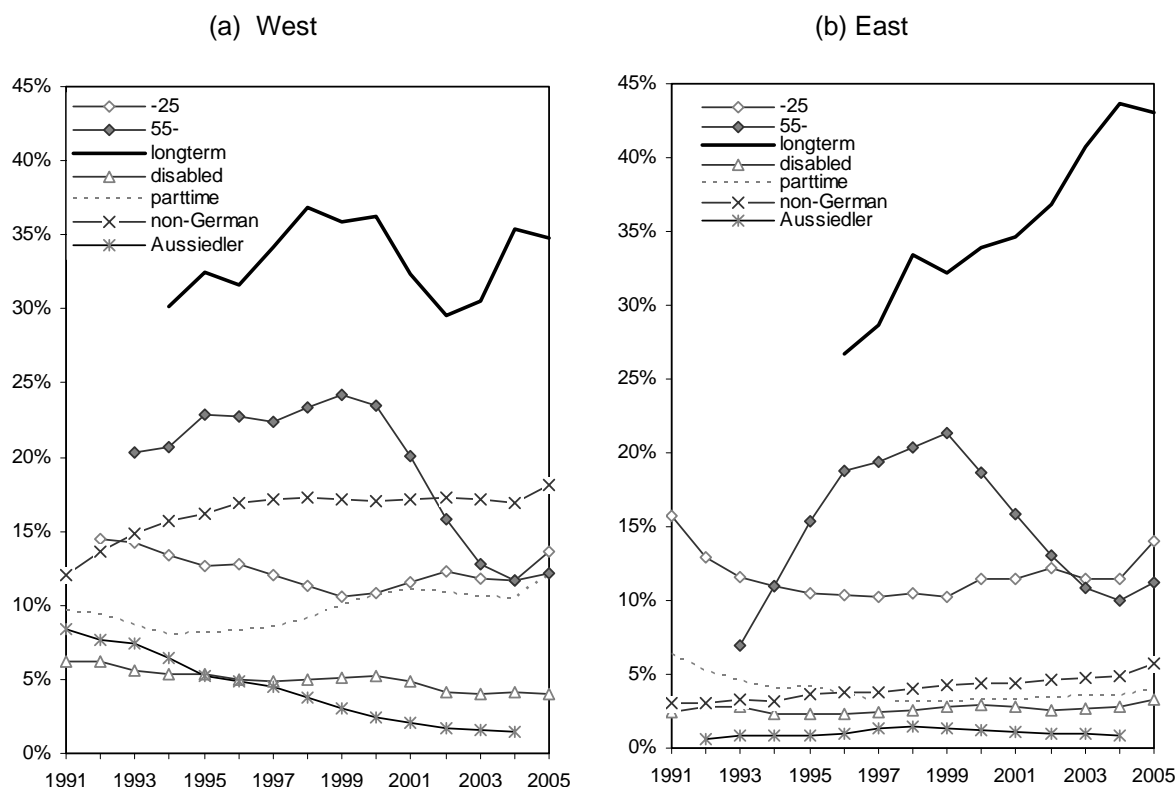 (a) West
45%
40%
35%
30%
25%
20%
15%
10%
5%
0%
-25
55-
longterm
disabled
parttime
non-German
Aussiedler
1991 1993 1995 1997 1999 2001 2003 2005
(b) East
45%
40%
35%
30%
25%
20%
15%
10%
5%
0%
-25
55-
longterm
disabled
parttime
non-German
Aussiedler
1991 1993 1995 1997 1999 2001 2003 2005